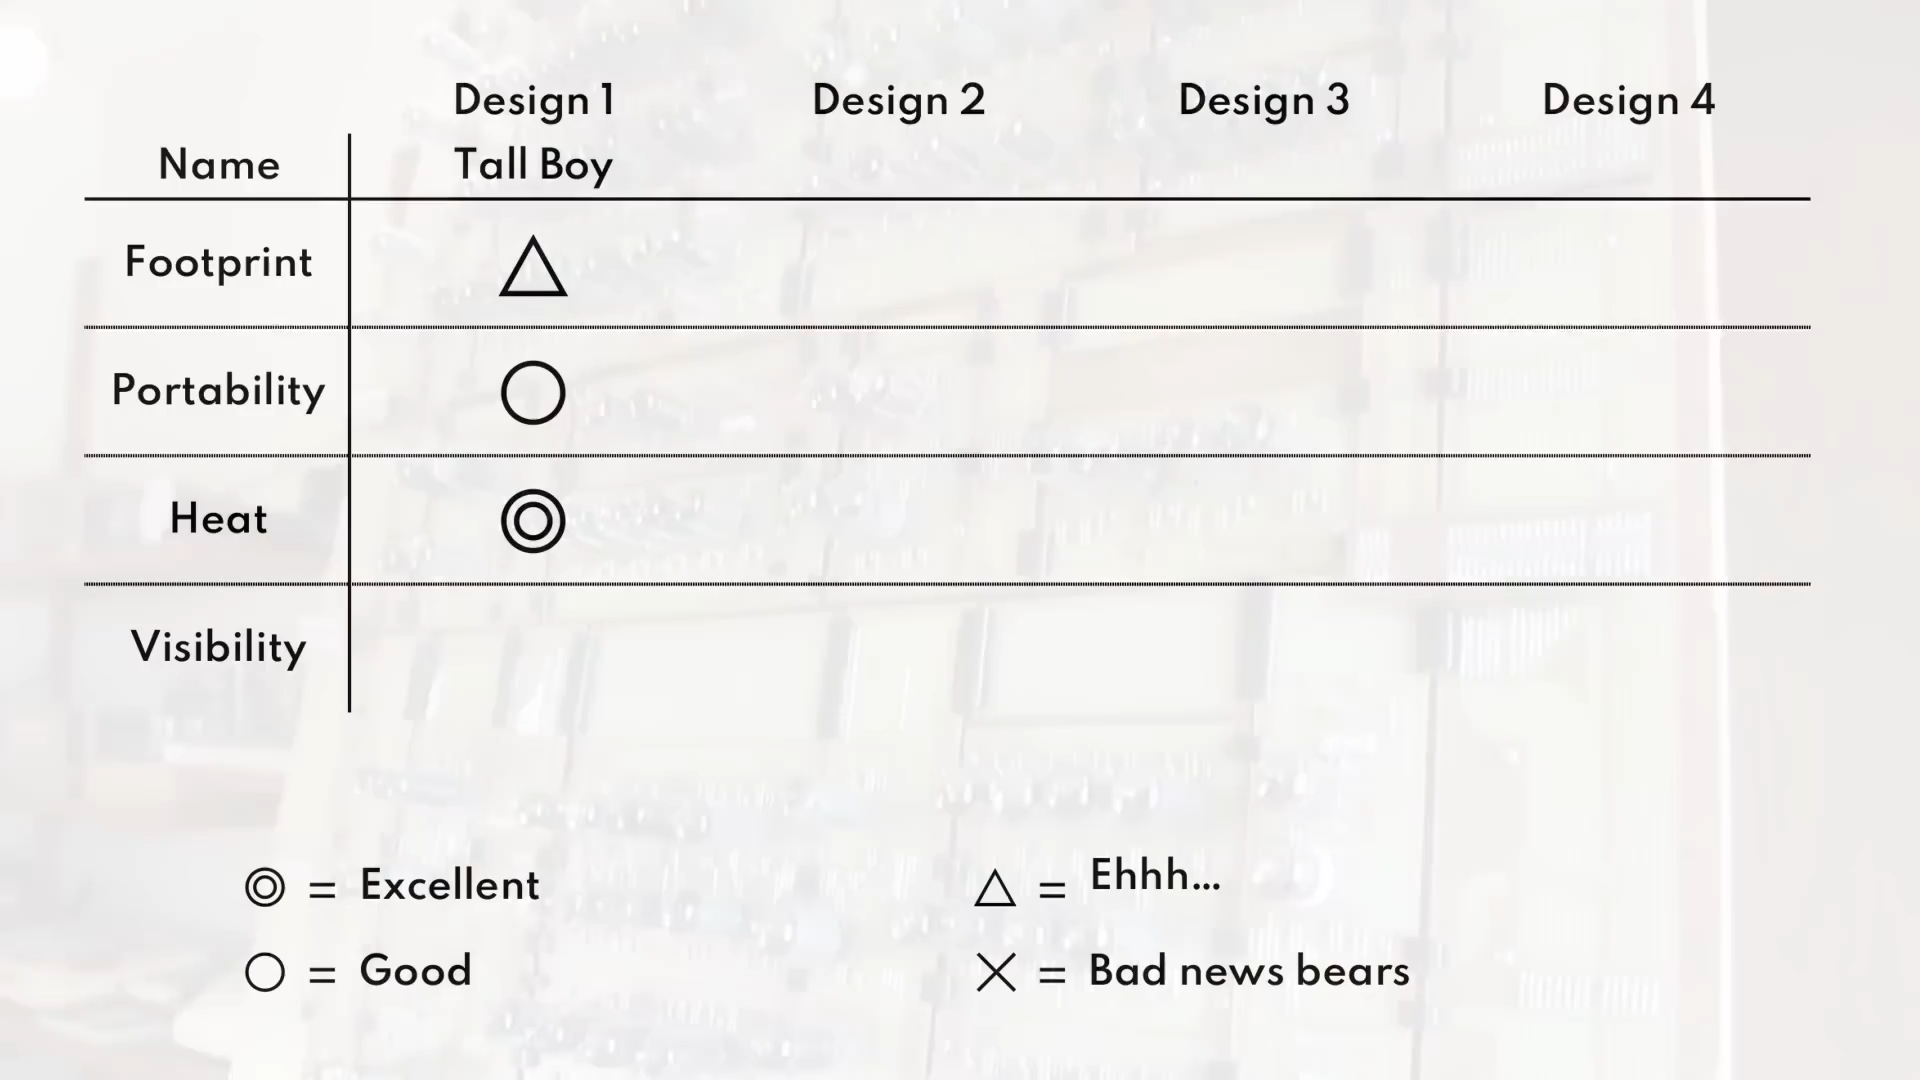 Design 1 Design 2 Design 3 Design 4
Name Tall Boy
Footprint △
Portability ○
Heat ◎
Visibility
◎ = Excellent
△ = Ehhh...
○ = Good
✕ = Bad news bears